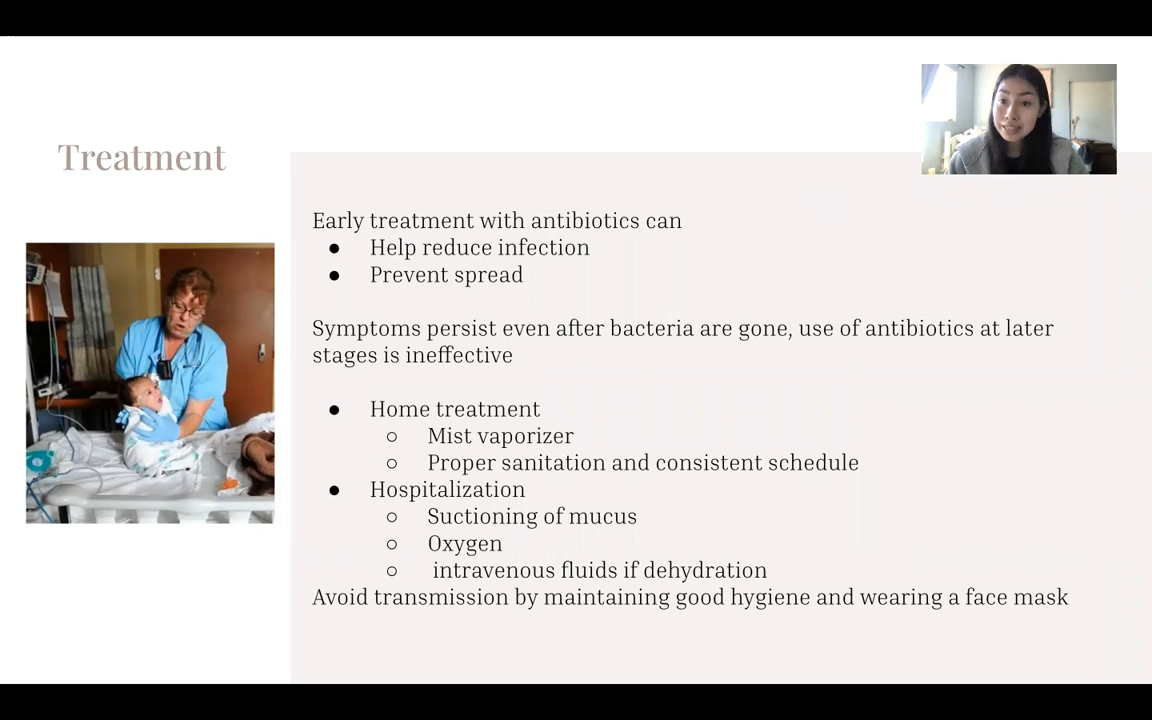 Treatment
Early treatment with antibiotics can
● Help reduce infection
● Prevent spread
Symptoms persist even after bacteria are gone, use of antibiotics at later
stages is ineffective
● Home treatment
○ Mist vaporizer
○ Proper sanitation and consistent schedule
● Hospitalization
○ Suctioning of mucus
○ Oxygen
○ intravenous fluids if dehydration
Avoid transmission by maintaining good hygiene and wearing a face mask